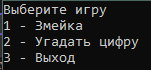 Выберите игру
1 - Змейка
2 - Угадать цифру
3 - Выход